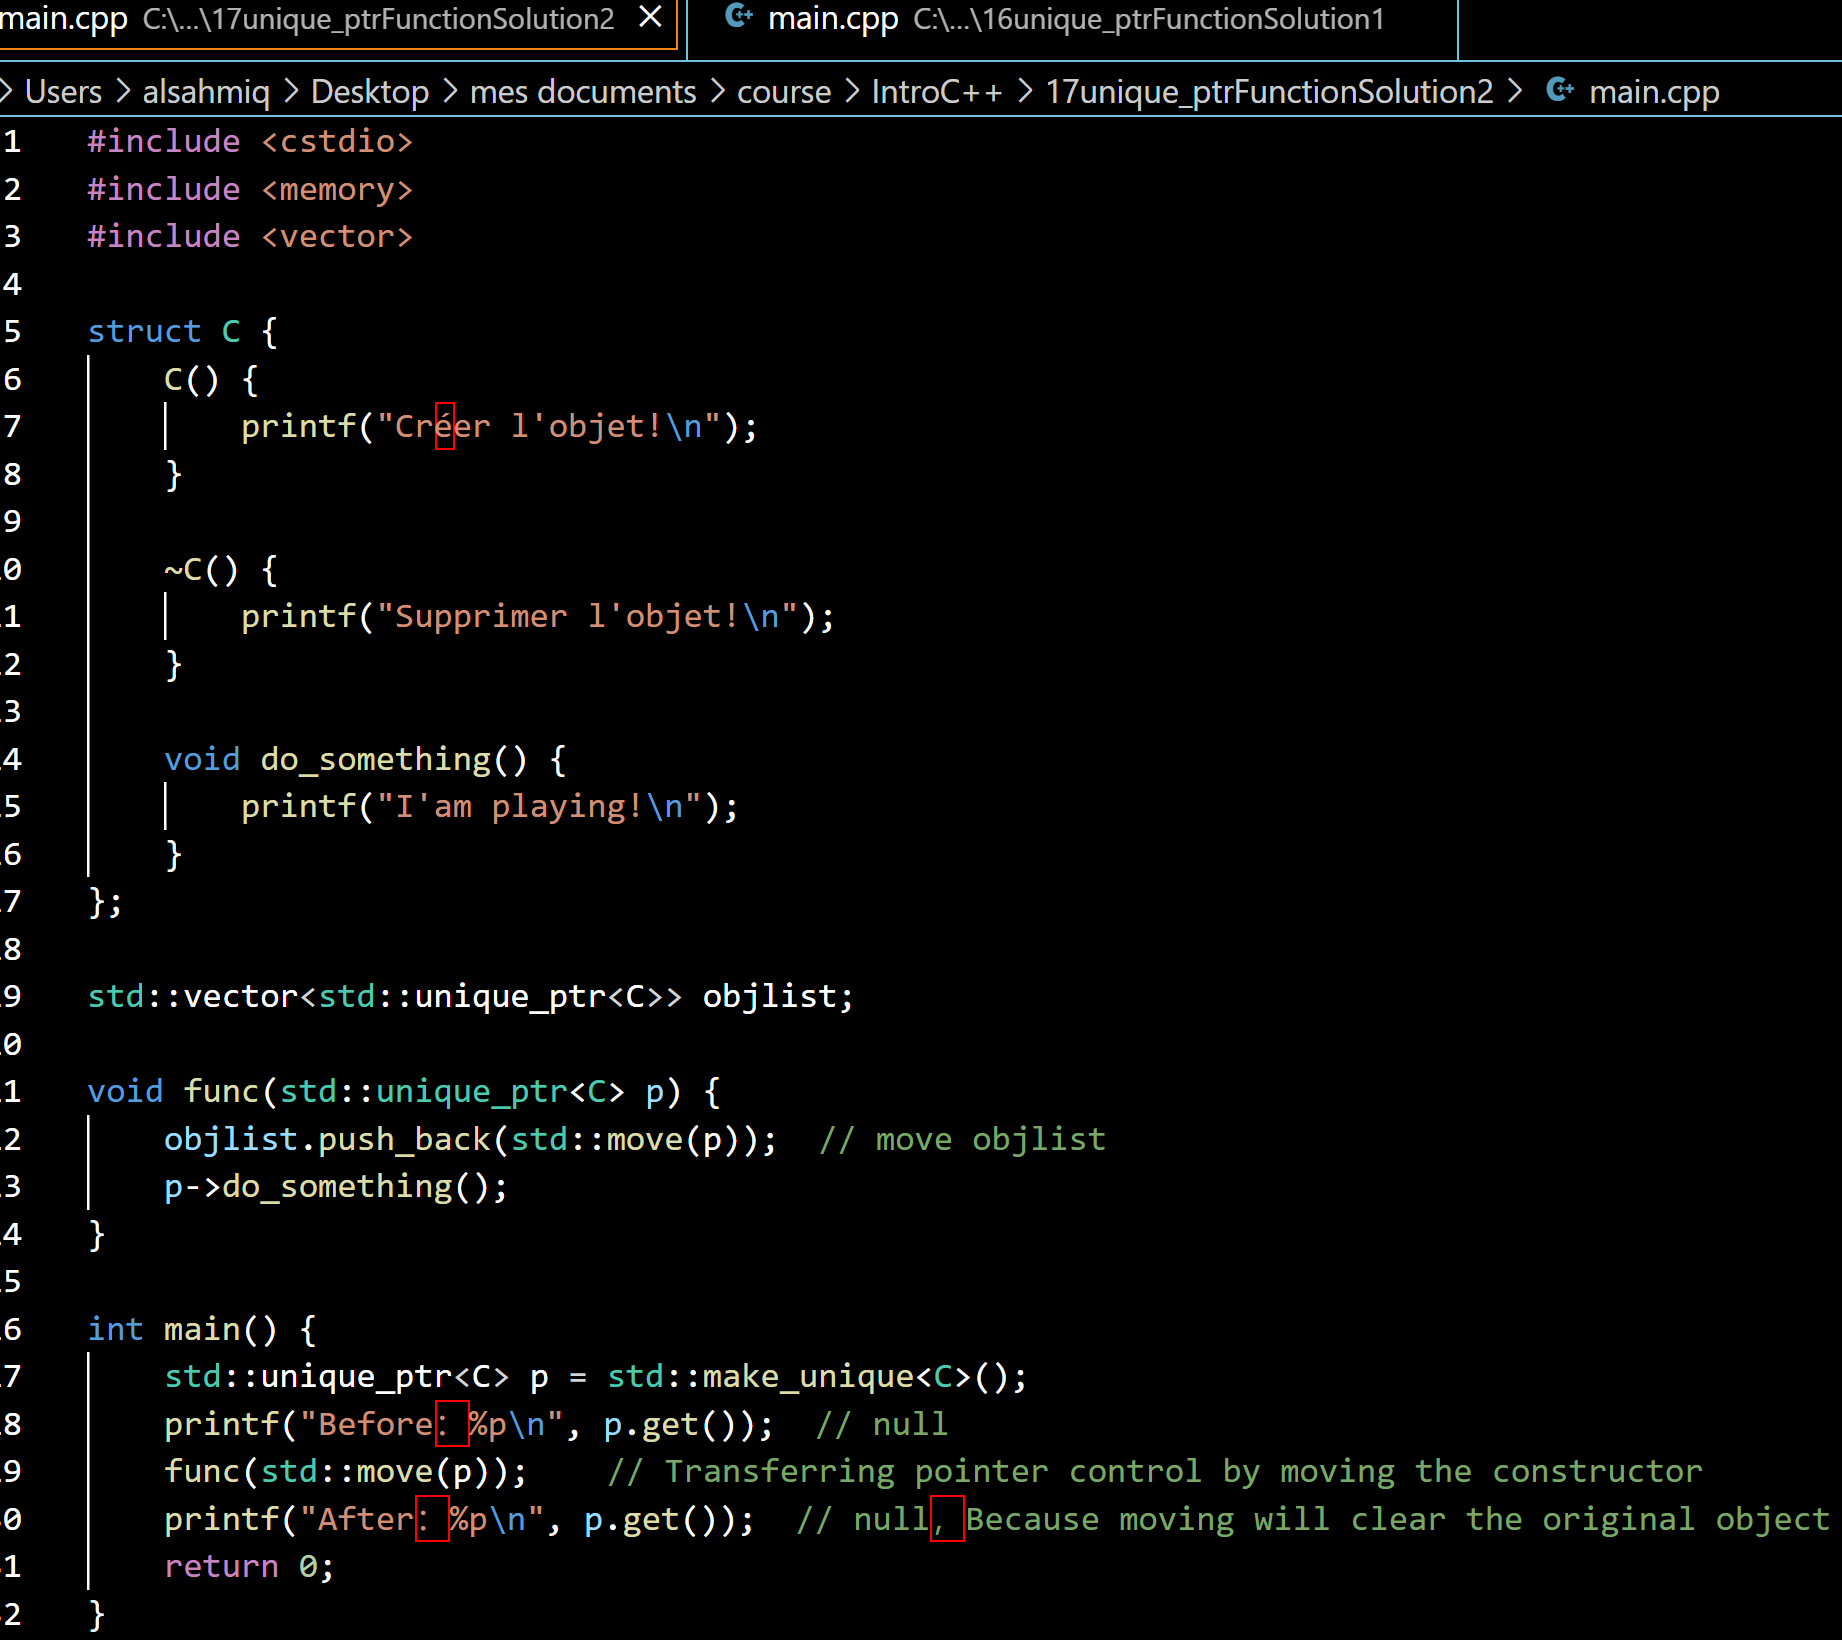 main.cpp C:\...\17unique_ptrFunctionSolution2 main.cpp C:\...\16unique_ptrFunctionSolution1
Users > alsahmiq > Desktop > mes documents > course > IntroC++ > 17unique_ptrFunctionSolution2 > main.cpp
1 #include <cstdio>
2 #include <memory>
3 #include <vector>
4
5 struct C {
6 C() {
7 printf("Créer l'objet!\n");
8 }
9
0 ~C() {
1 printf("Supprimer l'objet!\n");
2 }
3
4 void do_something() {
5 printf("I'am playing!\n");
6 }
7 };
8
9 std::vector<std::unique_ptr<C>> objlist;
0
1 void func(std::unique_ptr<C> p) {
2 objlist.push_back(std::move(p)); // move objlist
3 p->do_something();
4 }
5
6 int main() {
7 std::unique_ptr<C> p = std::make_unique<C>();
8 printf("Before：%p\n", p.get()); // null
9 func(std::move(p)); // Transferring pointer control by moving the constructor
0 printf("After：%p\n", p.get()); // null，Because moving will clear the original object
1 return 0;
2 }